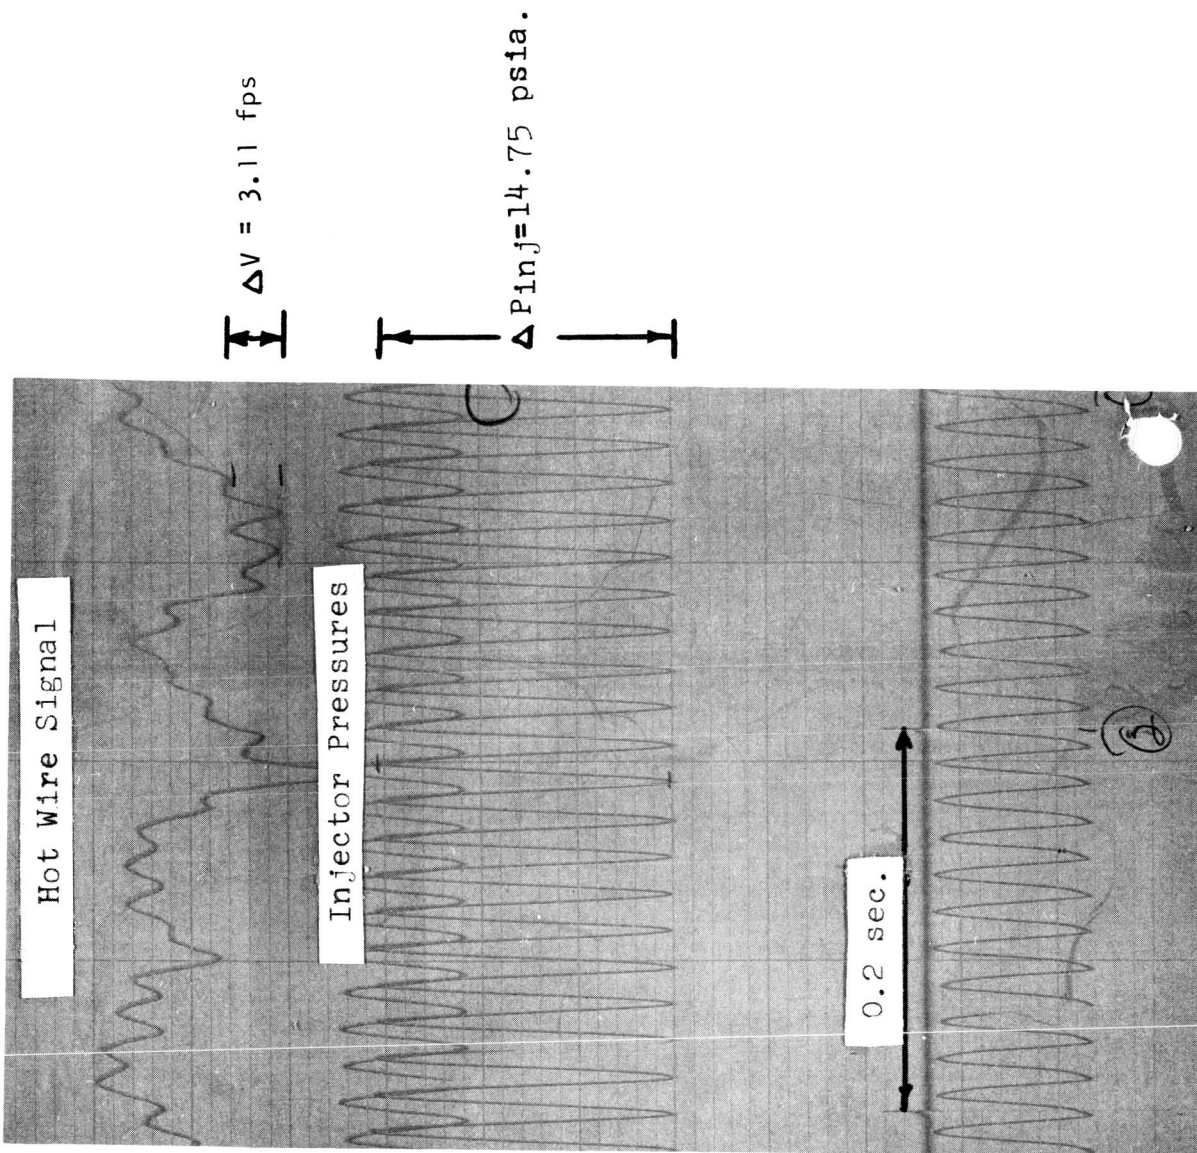 Hot Wire Signal
ΔV = 3.11 fps
Injector Pressures
ΔPinj=14.75 psia.
0.2 sec.